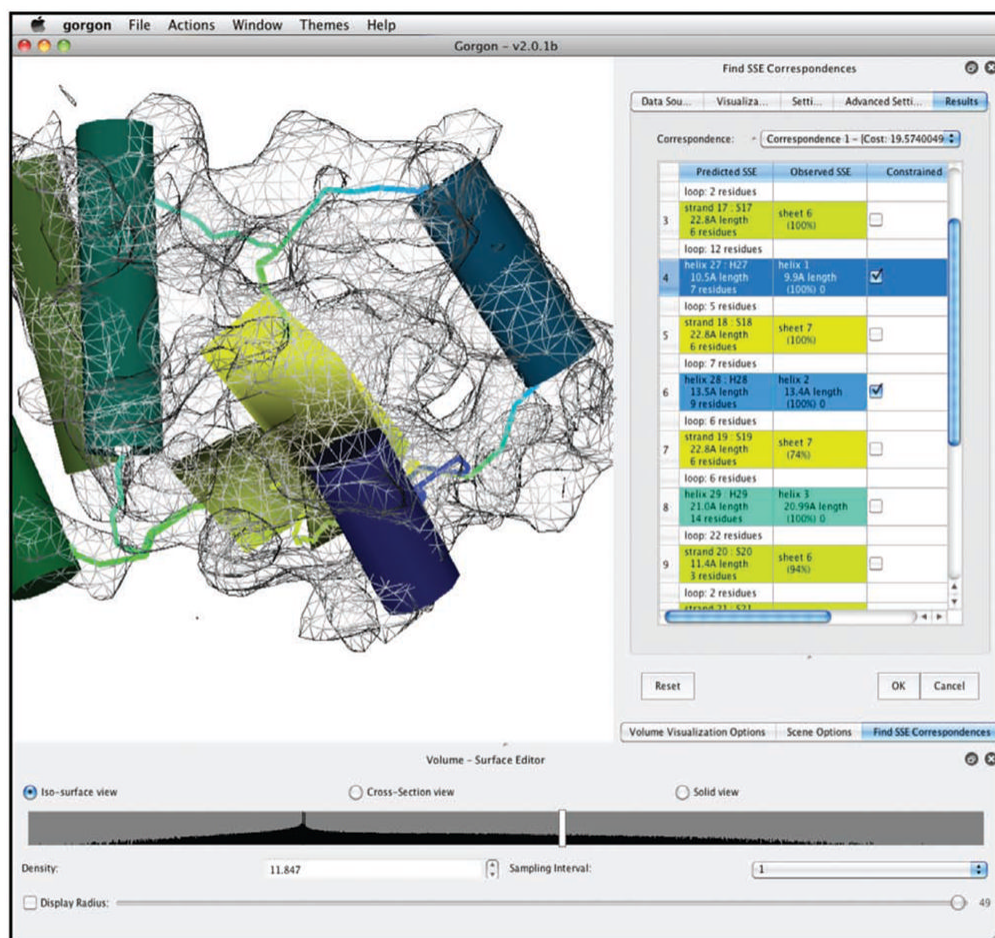 gorgon File Actions Window Themes Help
Gorgon – v2.0.1b
Find SSE Correspondences
Data Sou... Visualiza... Setti... Advanced Setti... Results
Correspondence: Correspondence 1 – |Cost: 19.5740049
Predicted SSE Observed SSE Constrained
loop: 2 residues
3 strand 17 : S17 sheet 6
22.8A length (100%)
6 residues
loop: 12 residues
4 helix 27 : H27 helix 1
10.5A length 9.9A length
7 residues (100%) 0
loop: 5 residues
5 strand 18 : S18 sheet 7
22.8A length (100%)
6 residues
loop: 7 residues
6 helix 28 : H28 helix 2
13.5A length 13.4A length
9 residues (100%) 0
loop: 6 residues
7 strand 19 : S19 sheet 7
22.8A length (74%)
6 residues
loop: 6 residues
8 helix 29 : H29 helix 3
21.0A length 20.99A length
14 residues (100%) 0
loop: 22 residues
9 strand 20 : S20 sheet 6
11.4A length (94%)
3 residues
loop: 2 residues
strand 21 : S21
Reset OK Cancel
Volume Visualization Options Scene Options Find SSE Correspondences
Volume – Surface Editor
Iso-surface view Cross-Section view Solid view
Density: 11.847 Sampling Interval: 1
Display Radius: 49